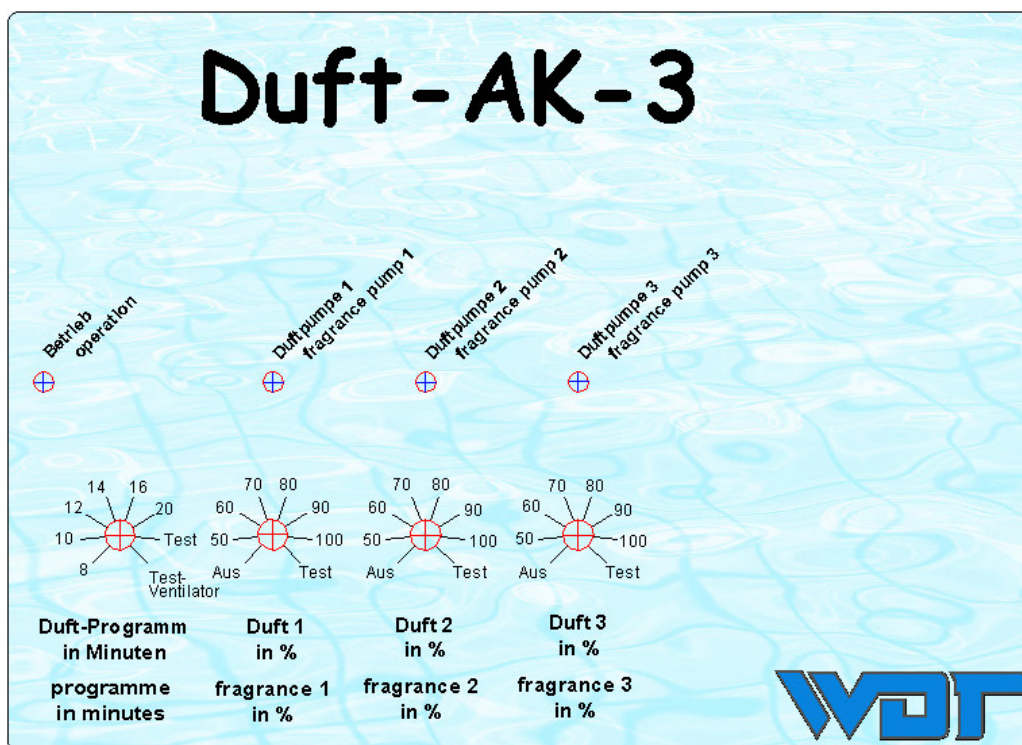 Duft-AK-3
Betrieb
operation
Duftpumpe 1
fragrance pump 1
Duftpumpe 2
fragrance pump 2
Duftpumpe 3
fragrance pump 3
8
10
12
14
16
20
Test
Test-
Ventilator
Aus
50
60
70
80
90
100
Test
Aus
50
60
70
80
90
100
Test
Aus
50
60
70
80
90
100
Test
Duft-Programm
in Minuten
programme
in minutes
Duft 1
in %
fragrance 1
in %
Duft 2
in %
fragrance 2
in %
Duft 3
in %
fragrance 3
in %
WDT